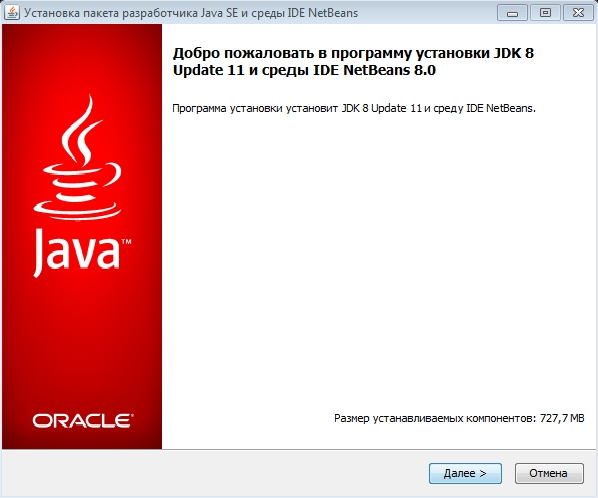 Установка пакета разработчика Java SE и среды IDE NetBeans
Добро пожаловать в программу установки JDK 8
Update 11 и среды IDE NetBeans 8.0
Программа установки установит JDK 8 Update 11 и среду IDE NetBeans.
Java™
ORACLE®
Размер устанавливаемых компонентов: 727,7 MB
Далее >
Отмена